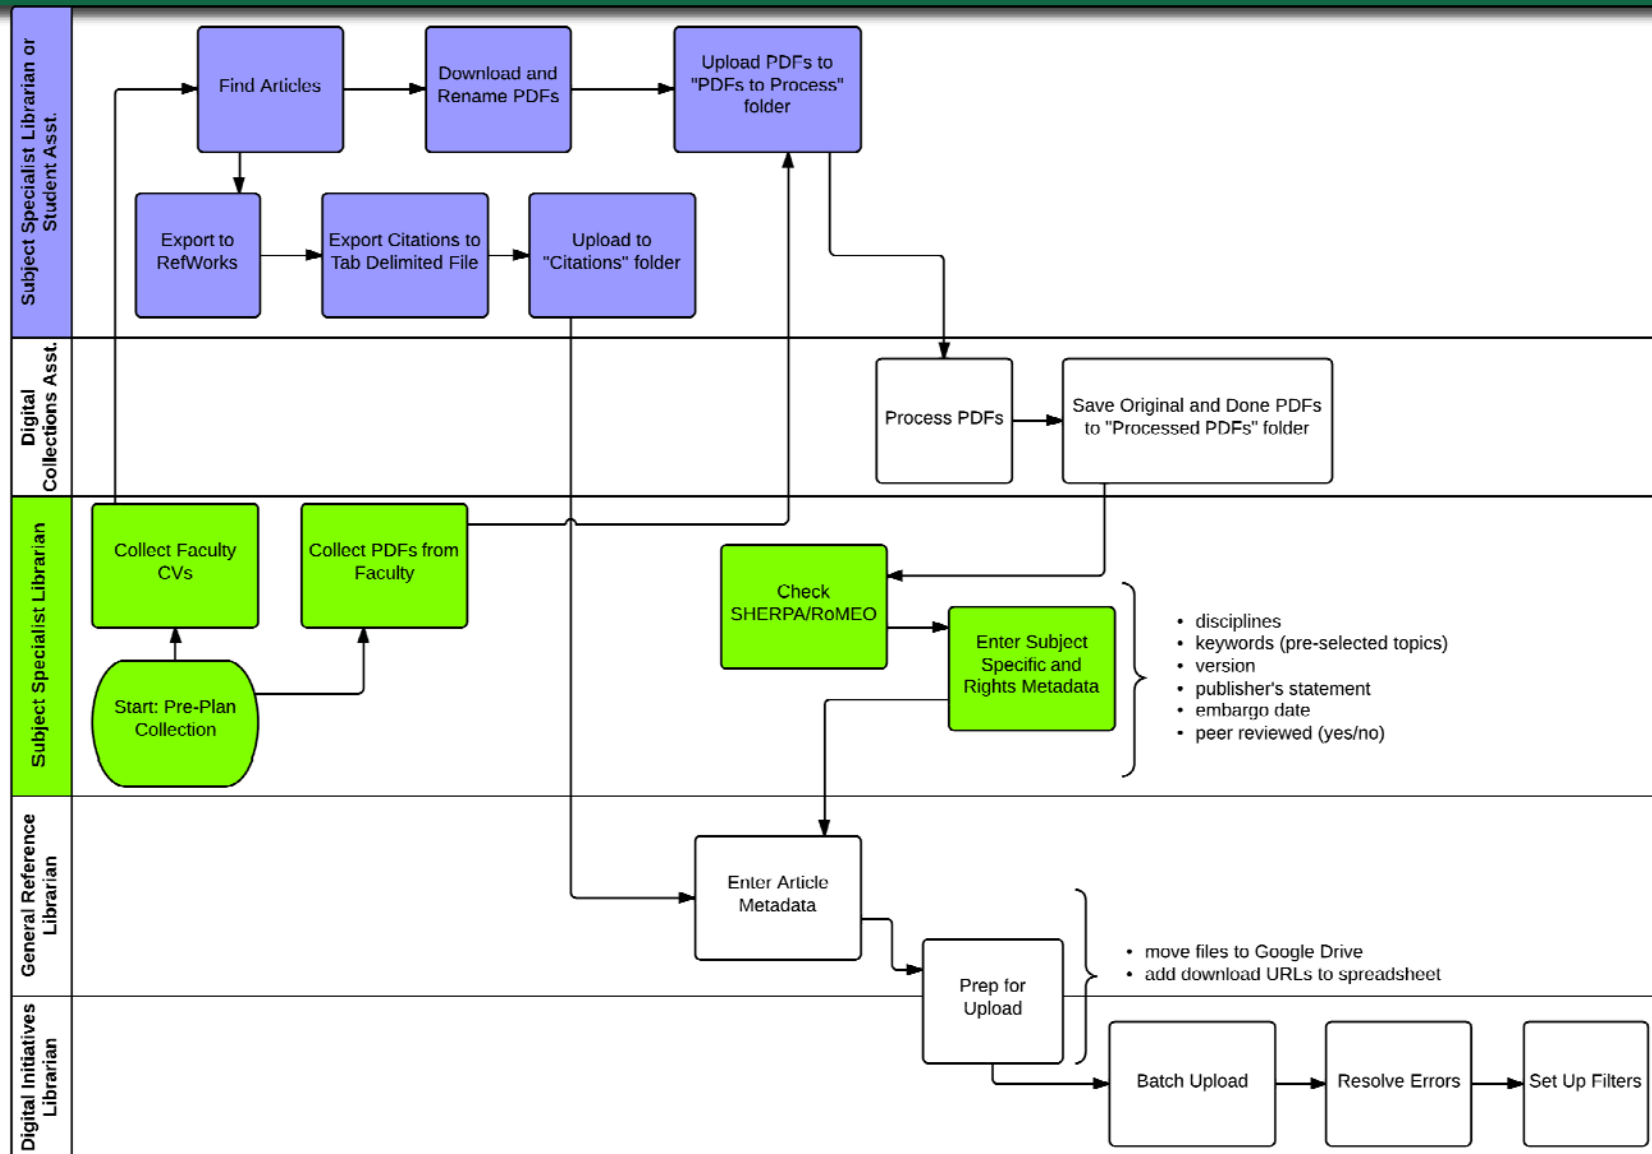 Subject Specialist Librarian or
Student Asst.
Find Articles
Download and
Rename PDFs
Upload PDFs to
"PDFs to Process"
folder
Export to
RefWorks
Export Citations to
Tab Delimited File
Upload to
"Citations" folder
Digital
Collections Asst.
Process PDFs
Save Original and Done PDFs
to "Processed PDFs" folder
Subject Specialist Librarian
Collect Faculty
CVs
Collect PDFs from
Faculty
Start: Pre-Plan
Collection
Check
SHERPA/RoMEO
Enter Subject
Specific and
Rights Metadata
• disciplines
• keywords (pre-selected topics)
• version
• publisher's statement
• embargo date
• peer reviewed (yes/no)
General Reference
Librarian
Enter Article
Metadata
Prep for
Upload
• move files to Google Drive
• add download URLs to spreadsheet
Digital Initiatives
Librarian
Batch Upload
Resolve Errors
Set Up Filters